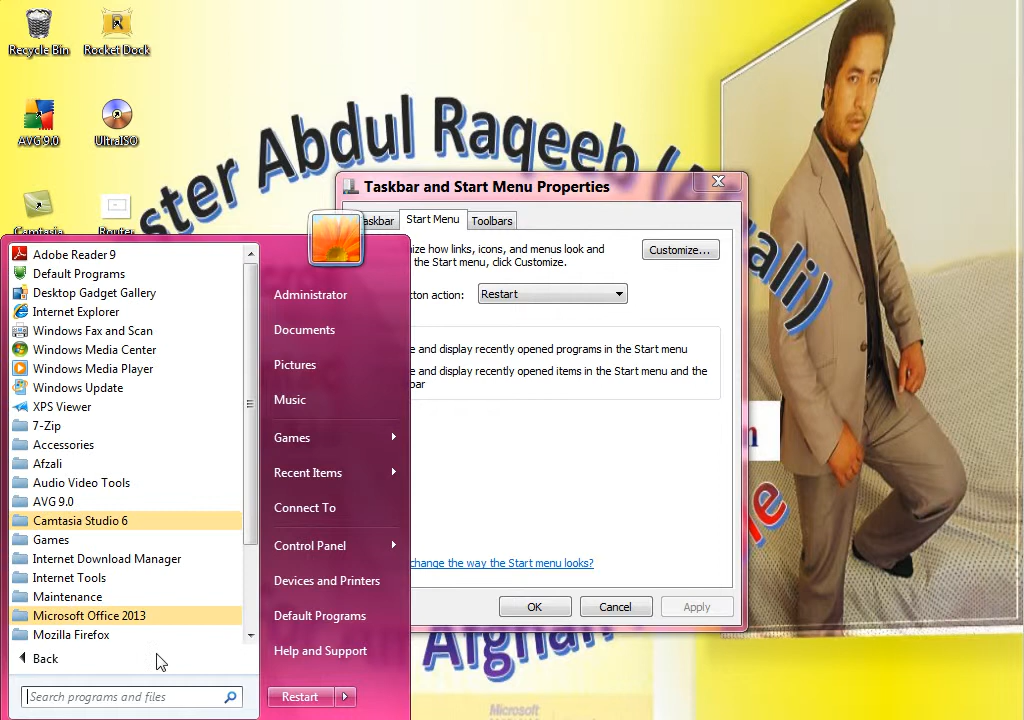 Recycle Bin
Rocket Dock
AVG 9.0
UltraISO
Camtasia
Router
ster Abdul Raqeeb (
ali)
Afghan
Microsoft
Taskbar and Start Menu Properties
askbar
Start Menu
Toolbars
ize how links, icons, and menus look and
the Start menu, click Customize.
Customize...
tton action:
Restart
e and display recently opened programs in the Start menu
e and display recently opened items in the Start menu and the
bar
change the way the Start menu looks?
OK
Cancel
Apply
Adobe Reader 9
Default Programs
Desktop Gadget Gallery
Internet Explorer
Windows Fax and Scan
Windows Media Center
Windows Media Player
Windows Update
XPS Viewer
7-Zip
Accessories
Afzali
Audio Video Tools
AVG 9.0
Camtasia Studio 6
Games
Internet Download Manager
Internet Tools
Maintenance
Microsoft Office 2013
Mozilla Firefox
Back
Search programs and files
Administrator
Documents
Pictures
Music
Games
Recent Items
Connect To
Control Panel
Devices and Printers
Default Programs
Help and Support
Restart